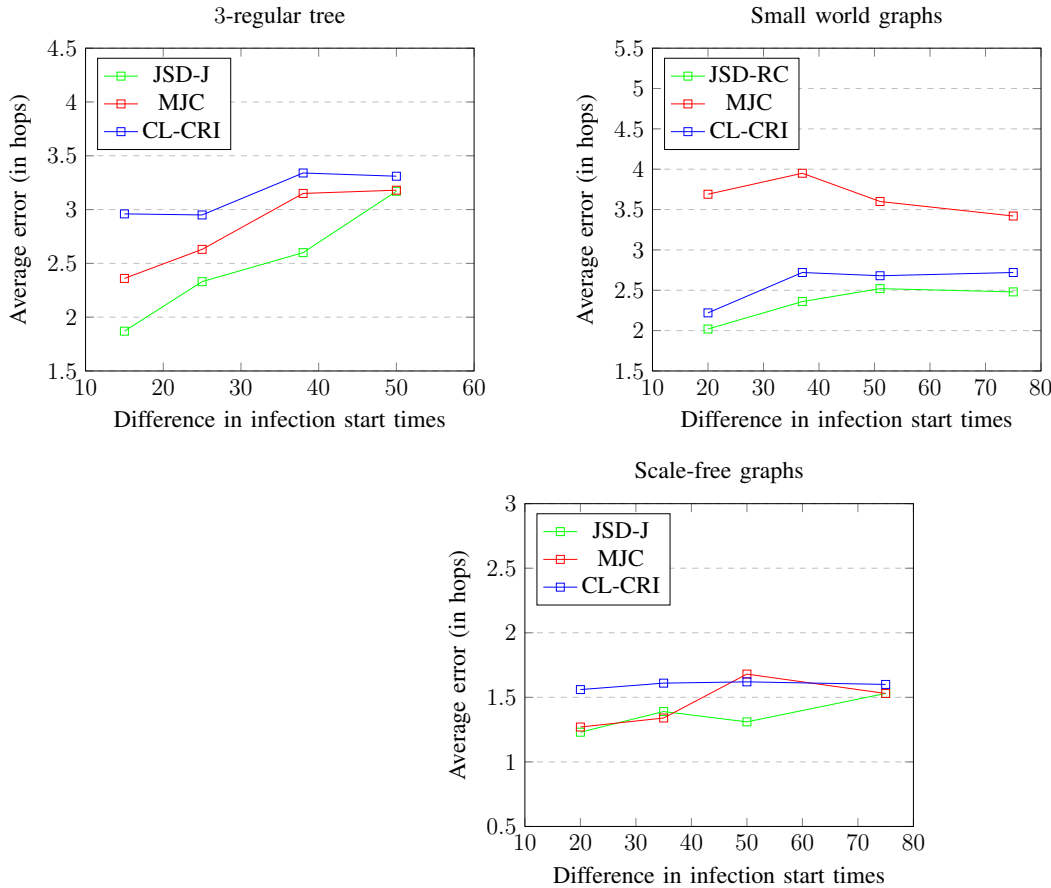 3-regular tree
Average error (in hops)
4.5
4
3.5
3
2.5
2
1.5
JSD-J
MJC
CL-CRI
10 20 30 40 50 60
Difference in infection start times
Small world graphs
Average error (in hops)
5.5
5
4.5
4
3.5
3
2.5
2
1.5
JSD-RC
MJC
CL-CRI
10 20 30 40 50 60 70 80
Difference in infection start times
Scale-free graphs
Average error (in hops)
3
2.5
2
1.5
1
0.5
JSD-J
MJC
CL-CRI
10 20 30 40 50 60 70 80
Difference in infection start times